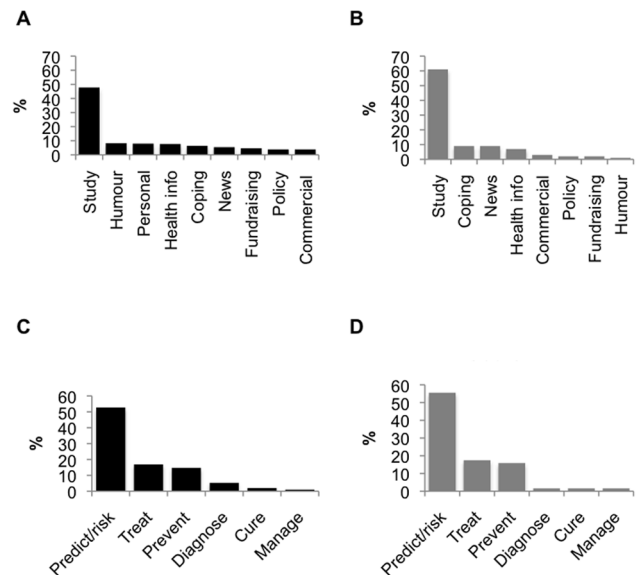 A
%
70
60
50
40
30
20
10
0
Study
Humour
Personal
Health info
Coping
News
Fundraising
Policy
Commercial
B
%
70
60
50
40
30
20
10
0
Study
Coping
News
Health info
Commercial
Policy
Fundraising
Humour
C
%
60
50
40
30
20
10
0
Predict/risk
Treat
Prevent
Diagnose
Cure
Manage
D
%
60
50
40
30
20
10
0
Predict/risk
Treat
Prevent
Diagnose
Cure
Manage